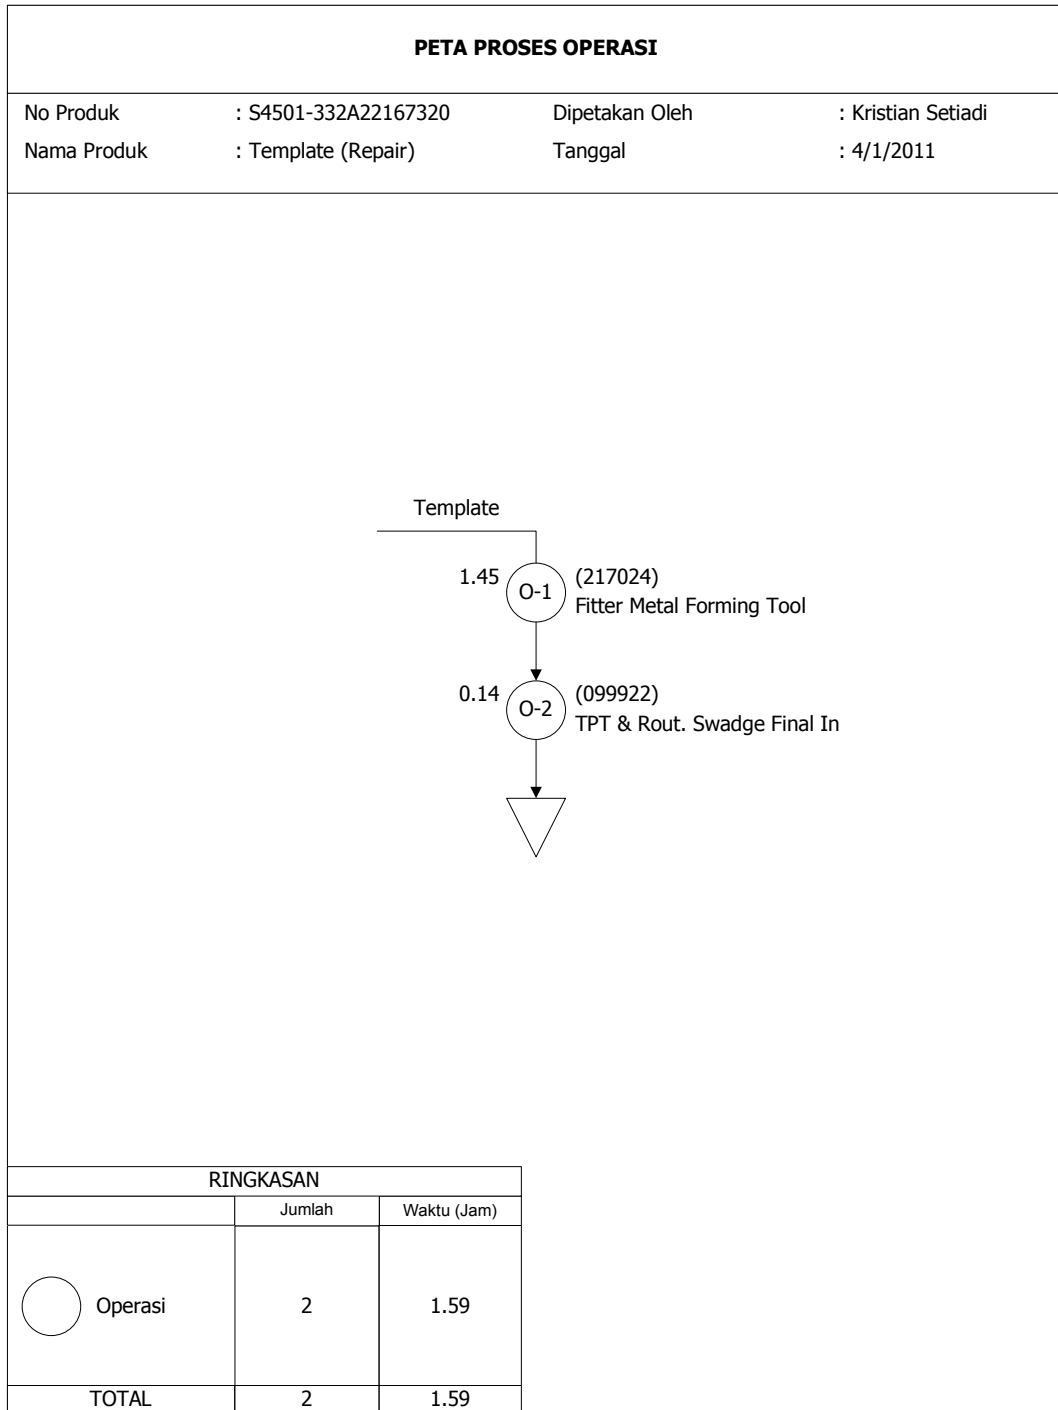 PETA PROSES OPERASI
No Produk : S4501-332A22167320 Dipetakan Oleh : Kristian Setiadi
Nama Produk : Template (Repair) Tanggal : 4/1/2011
Template
1.45 O-1 (217024)
Fitter Metal Forming Tool
0.14 O-2 (099922)
TPT & Rout. Swadge Final In
RINGKASAN
Jumlah Waktu (Jam)
Operasi 2 1.59
TOTAL 2 1.59